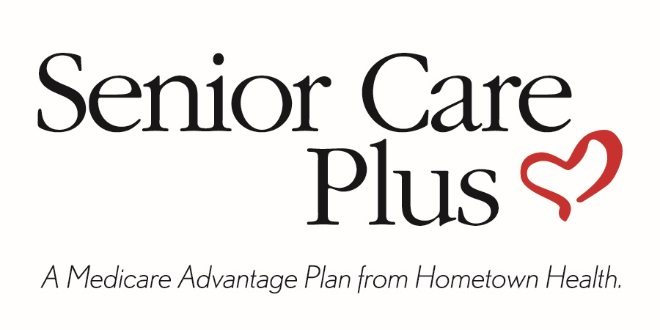 Senior Care
Plus
A Medicare Advantage Plan from Hometown Health.